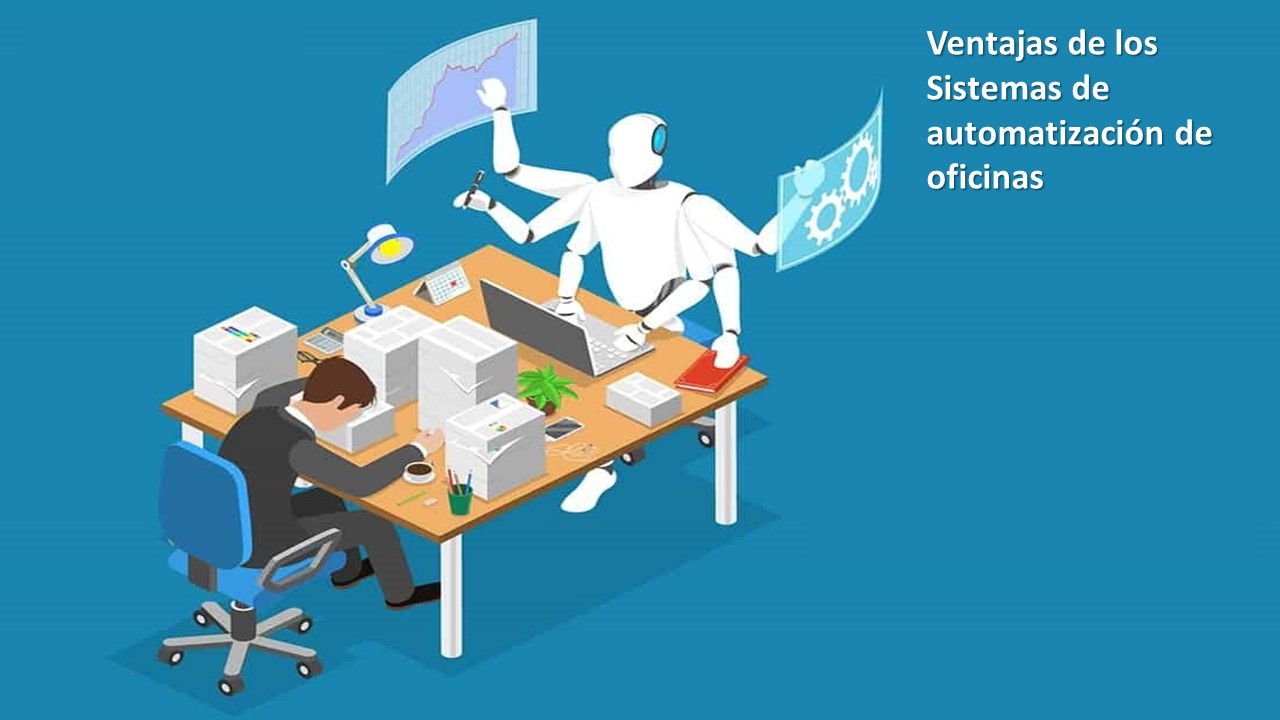 Ventajas de los
Sistemas de
automatización de
oficinas